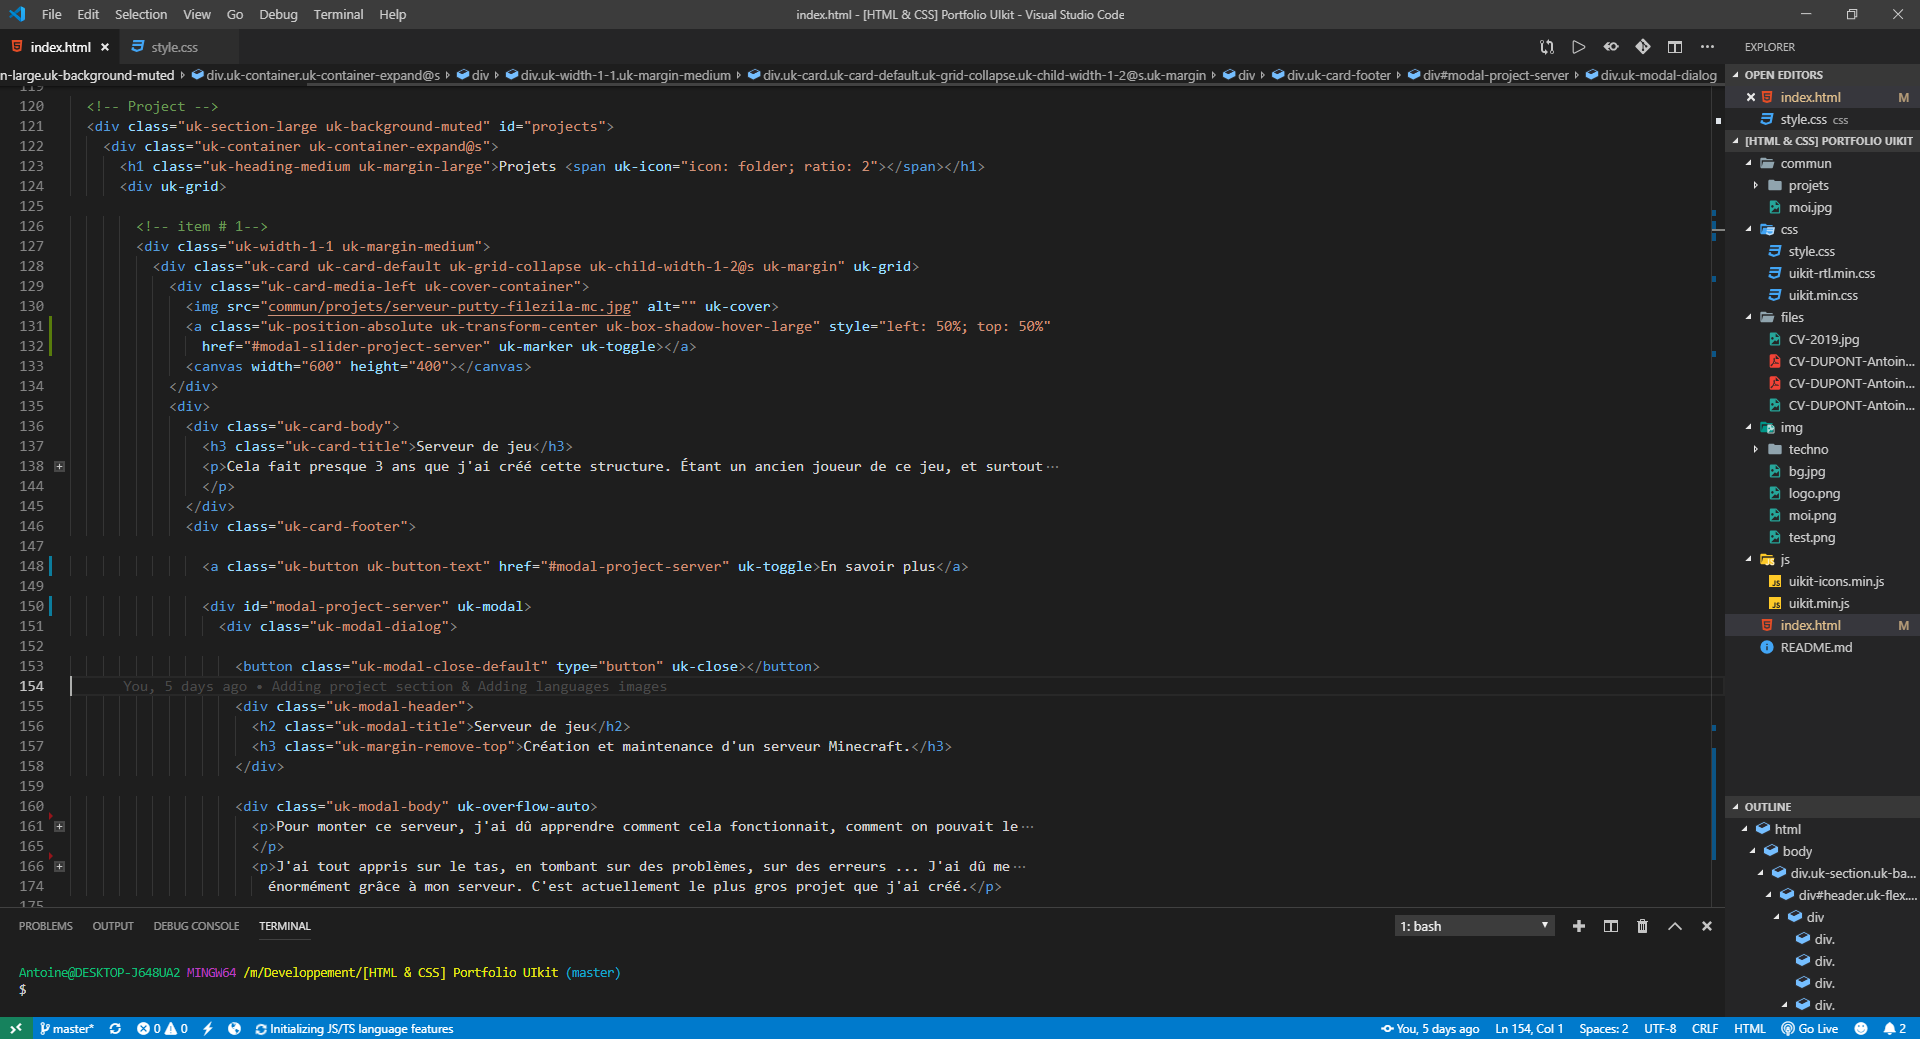 File Edit Selection View Go Debug Terminal Help
index.html - [HTML & CSS] Portfolio UIkit - Visual Studio Code
index.html style.css
n-large.uk-background-muted div.uk-container.uk-container-expand@s div div.uk-width-1-1.uk-margin-medium div.uk-card.uk-card-default.uk-grid-collapse.uk-child-width-1-2@s.uk-margin div div.uk-card-footer div#modal-project-server div.uk-modal-dialog
119
120 <!-- Project -->
121 <div class="uk-section-large uk-background-muted" id="projects">
122 <div class="uk-container uk-container-expand@s">
123 <h1 class="uk-heading-medium uk-margin-large">Projets <span uk-icon="icon: folder; ratio: 2"></span></h1>
124 <div uk-grid>
125
126 <!-- item # 1-->
127 <div class="uk-width-1-1 uk-margin-medium">
128 <div class="uk-card uk-card-default uk-grid-collapse uk-child-width-1-2@s uk-margin" uk-grid>
129 <div class="uk-card-media-left uk-cover-container">
130 <img src="commun/projets/serveur-putty-filezila-mc.jpg" alt="" uk-cover>
131 <a class="uk-position-absolute uk-transform-center uk-box-shadow-hover-large" style="left: 50%; top: 50%"
132 href="#modal-slider-project-server" uk-marker uk-toggle></a>
133 <canvas width="600" height="400"></canvas>
134 </div>
135 <div>
136 <div class="uk-card-body">
137 <h3 class="uk-card-title">Serveur de jeu</h3>
138 <p>Cela fait presque 3 ans que j'ai créé cette structure. Étant un ancien joueur de ce jeu, et surtout···
144 </p>
145 </div>
146 <div class="uk-card-footer">
147
148 <a class="uk-button uk-button-text" href="#modal-project-server" uk-toggle>En savoir plus</a>
149
150 <div id="modal-project-server" uk-modal>
151 <div class="uk-modal-dialog">
152
153 <button class="uk-modal-close-default" type="button" uk-close></button>
154 You, 5 days ago • Adding project section & Adding languages images
155 <div class="uk-modal-header">
156 <h2 class="uk-modal-title">Serveur de jeu</h2>
157 <h3 class="uk-margin-remove-top">Création et maintenance d'un serveur Minecraft.</h3>
158 </div>
159
160 <div class="uk-modal-body" uk-overflow-auto>
161 <p>Pour monter ce serveur, j'ai dû apprendre comment cela fonctionnait, comment on pouvait le···
165 </p>
166 <p>J'ai tout appris sur le tas, en tombant sur des problèmes, sur des erreurs ... J'ai dû me···
174 énormément grâce à mon serveur. C'est actuellement le plus gros projet que j'ai créé.</p>
175
EXPLORER
OPEN EDITORS
index.html M
style.css css
[HTML & CSS] PORTFOLIO UIKIT
commun
projets
moi.jpg
css
style.css
uikit-rtl.min.css
uikit.min.css
files
CV-2019.jpg
CV-DUPONT-Antoin...
CV-DUPONT-Antoin...
CV-DUPONT-Antoin...
img
techno
bg.jpg
logo.png
moi.png
test.png
js
uikit-icons.min.js
uikit.min.js
index.html M
README.md
OUTLINE
html
body
div.uk-section.uk-ba...
div#header.uk-flex....
div
div.
div.
div.
div.
PROBLEMS OUTPUT DEBUG CONSOLE TERMINAL
1: bash
Antoine@DESKTOP-J648UA2 MINGW64 /m/Developpement/[HTML & CSS] Portfolio UIkit (master)
$
master* 0 0 Initializing JS/TS language features
You, 5 days ago Ln 154, Col 1 Spaces: 2 UTF-8 CRLF HTML Go Live 2